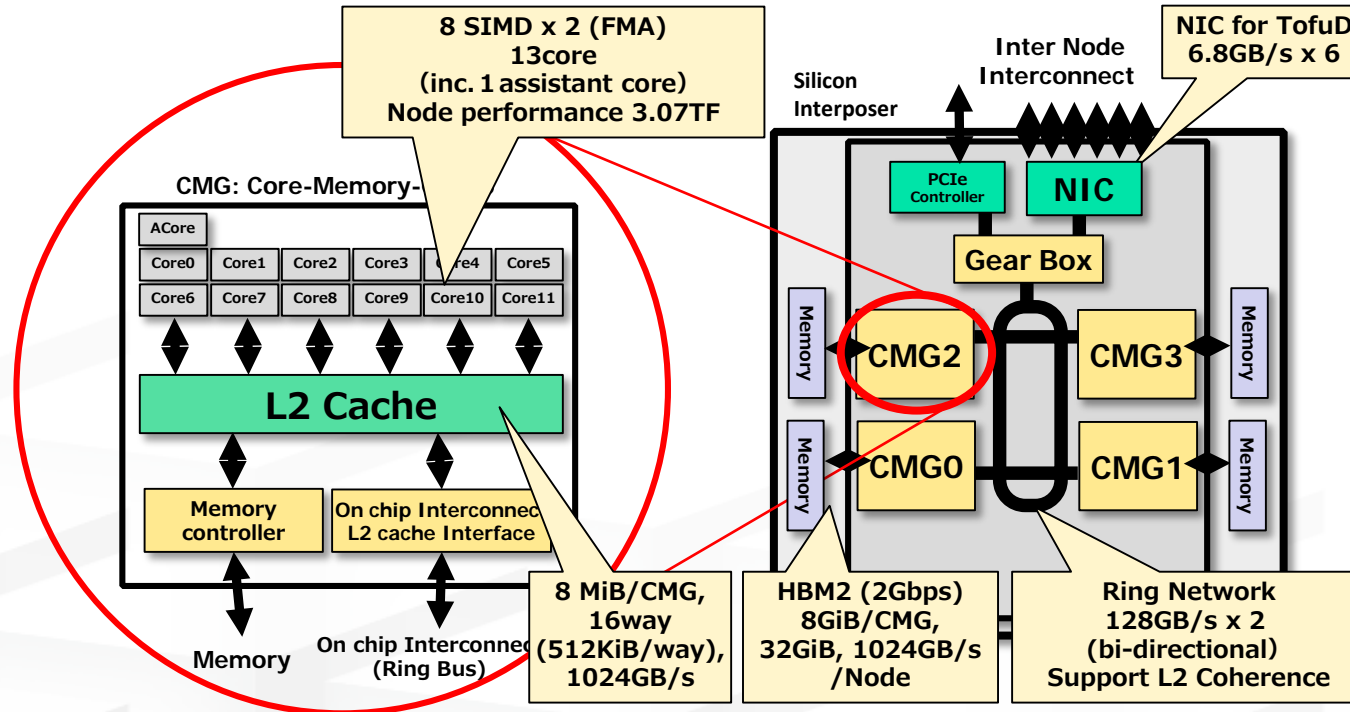 8 SIMD x 2 (FMA)
13core
(inc. 1 assistant core)
Node performance 3.07TF
CMG: Core-Memory-
ACore
Core0 Core1 Core2 Core3 Core4 Core5
Core6 Core7 Core8 Core9 Core10 Core11
L2 Cache
Memory
controller
On chip Interconnec
L2 cache Interface
Memory
On chip Interconnec
(Ring Bus)
8 MiB/CMG,
16way
(512KiB/way),
1024GB/s
Silicon
Interposer
Inter Node
Interconnect
NIC for TofuD
6.8GB/s x 6
PCIe
Controller
NIC
Gear Box
Memory
CMG2
CMG3
Memory
Memory
CMG0
CMG1
Memory
HBM2 (2Gbps)
8GiB/CMG,
32GiB, 1024GB/s
/Node
Ring Network
128GB/s x 2
(bi-directional)
Support L2 Coherence